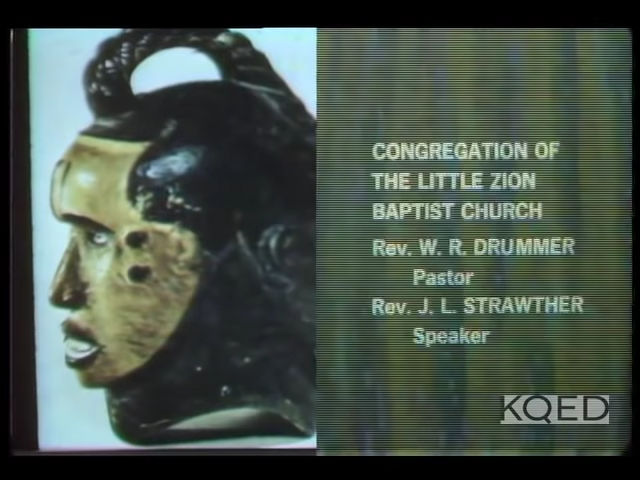 CONGREGATION OF
THE LITTLE ZION
BAPTIST CHURCH
Rev. W. R. DRUMMER
Pastor
Rev. J. L. STRAWTHER
Speaker
KQED